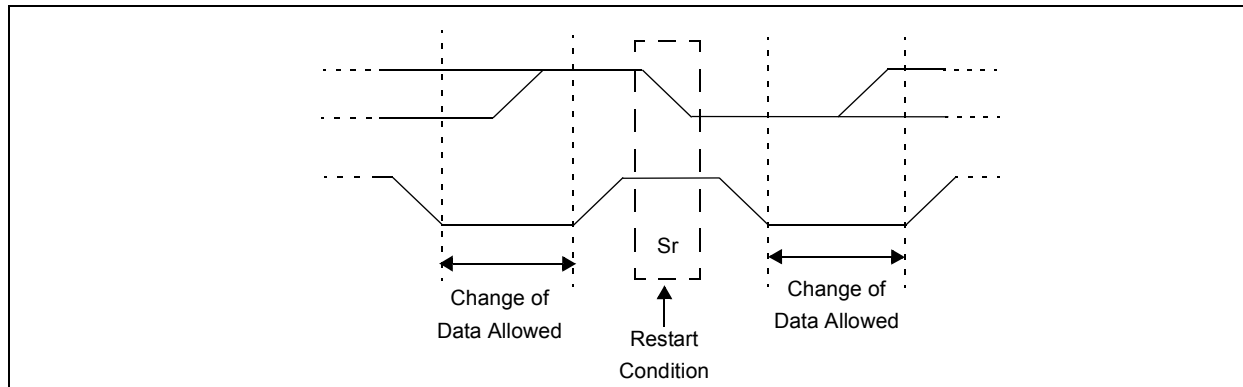 Sr
Change of
Data Allowed
Restart
Condition
Change of
Data Allowed